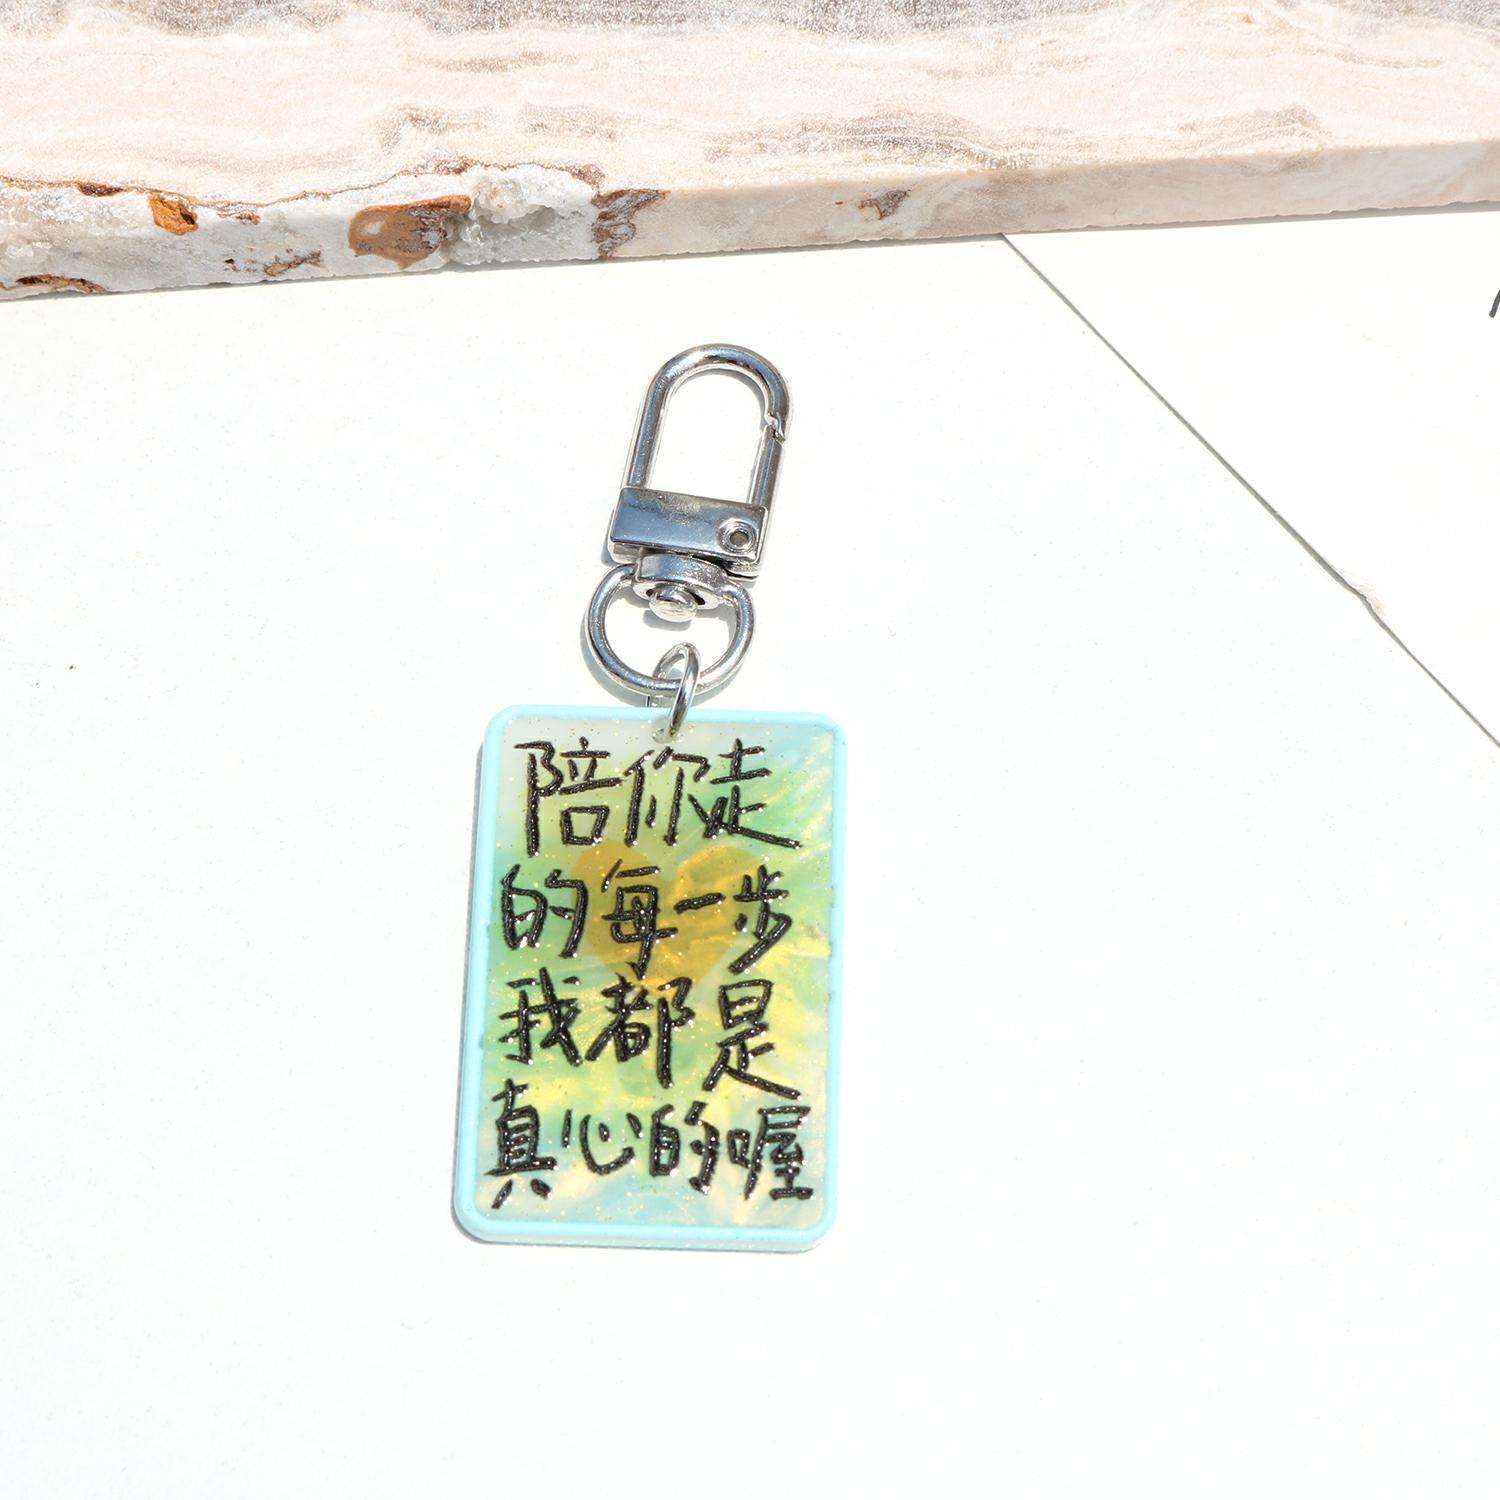 陪你走
的每一步
我都是
真心的喔